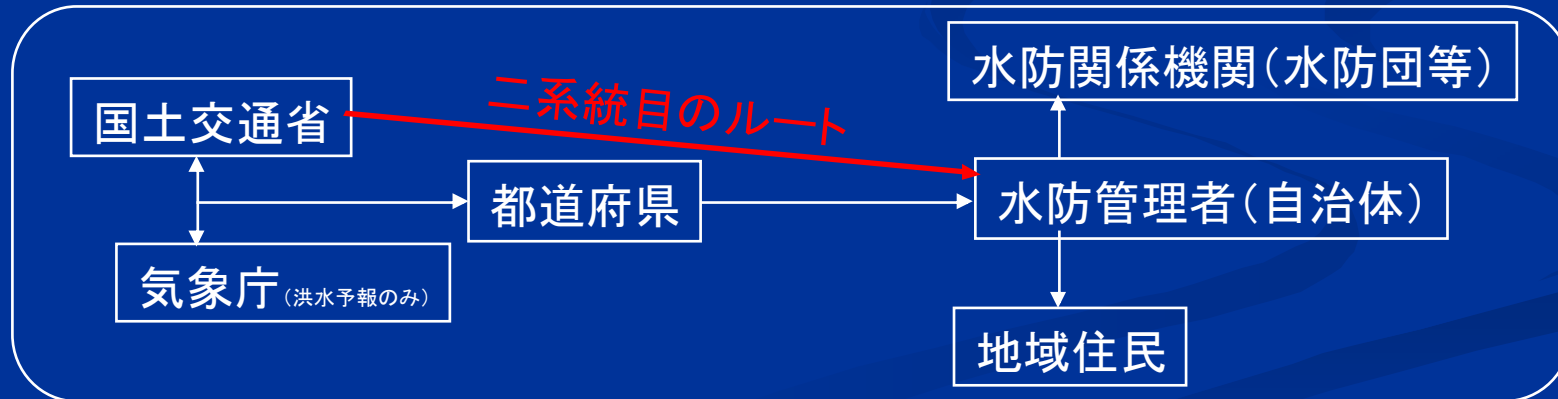 水防関係機関(水防団等)
二系統目のルート
国土交通省
都道府県
水防管理者(自治体)
気象庁(洪水予報のみ)
地域住民